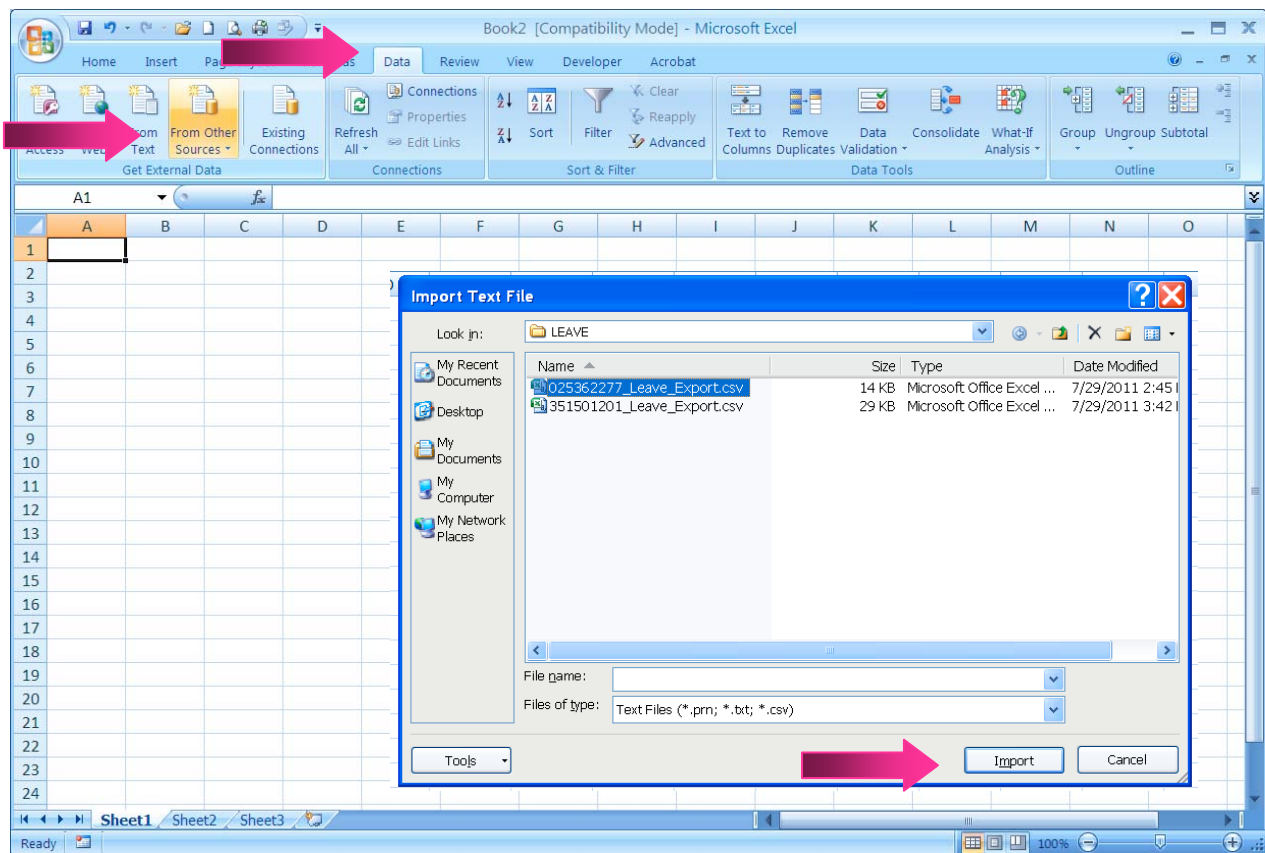 Book2 [Compatibility Mode] - Microsoft Excel
Home Insert Data Review View Developer Acrobat
Connections Clear
Properties Reapply
From Text From Other Sources Existing Connections Refresh All Edit Links Sort Filter Advanced Text to Columns Remove Duplicates Data Validation Consolidate What-If Analysis Group Ungroup Subtotal
Get External Data Connections Sort & Filter Data Tools Outline
A1 fx
A B C D E F G H I J K L M N O
1
2
3
4
5
6
7
8
9
10
11
12
13
14
15
16
17
18
19
20
21
22
23
24
Import Text File
Look in: LEAVE
My Recent Documents
Desktop
My Documents
My Computer
My Network Places
Name Size Type Date Modified
025362277_Leave_Export.csv 14 KB Microsoft Office Excel ... 7/29/2011 2:45
351501201_Leave_Export.csv 29 KB Microsoft Office Excel ... 7/29/2011 3:42
File name:
Files of type: Text Files (*.prn; *.txt; *.csv)
Tools Import Cancel
Sheet1 Sheet2 Sheet3
Ready 100%